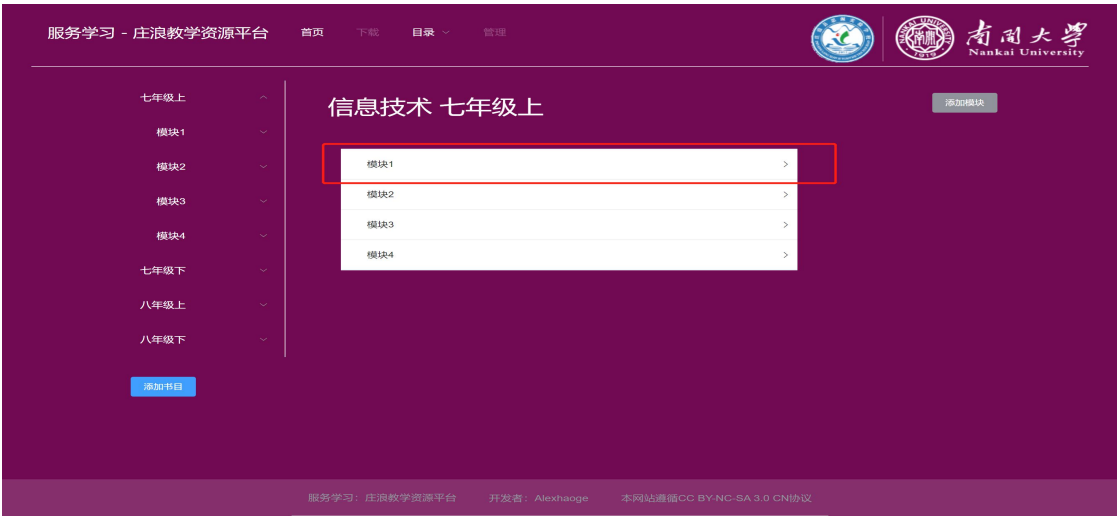 服务学习 - 庄浪教学资源平台 首页 下载 目录 管理
南开大学
Nankai University
七年级上
模块1
模块2
模块3
模块4
七年级下
八年级上
八年级下
添加书目
信息技术 七年级上
添加模块
模块1
模块2
模块3
模块4
服务学习：庄浪教学资源平台 开发者：Alexhaoge 本网站遵循CC BY-NC-SA 3.0 CN协议